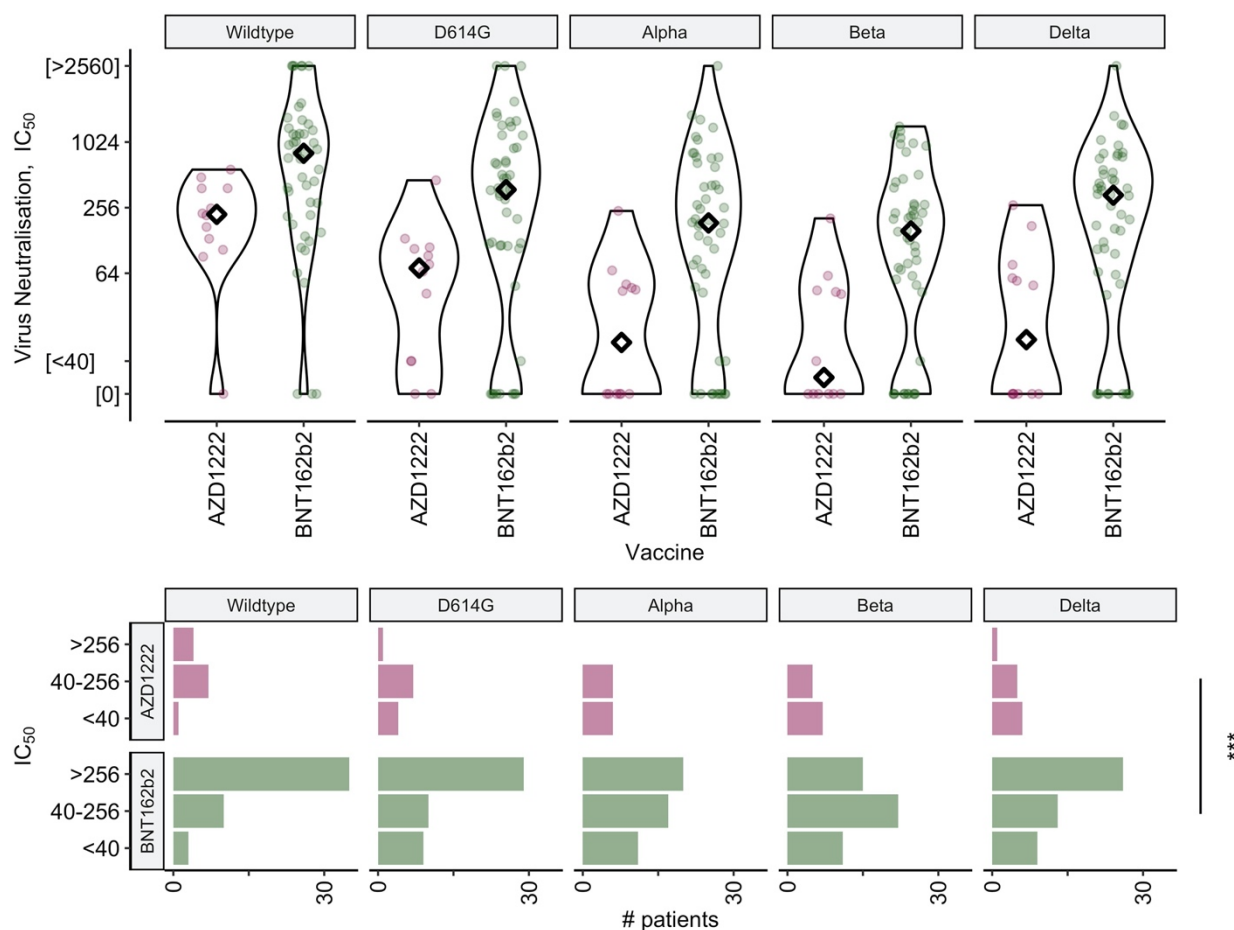 Wildtype D614G Alpha Beta Delta
Virus Neutralisation, IC50
[>2560]
1024
256
64
[<40]
[0]
AZD1222 BNT162b2 AZD1222 BNT162b2 AZD1222 BNT162b2 AZD1222 BNT162b2 AZD1222 BNT162b2
Vaccine
Wildtype D614G Alpha Beta Delta
IC50
AZD1222
>256
40-256
<40
BNT162b2
>256
40-256
<40
***
0 30 0 30 0 30 0 30 0 30
# patients